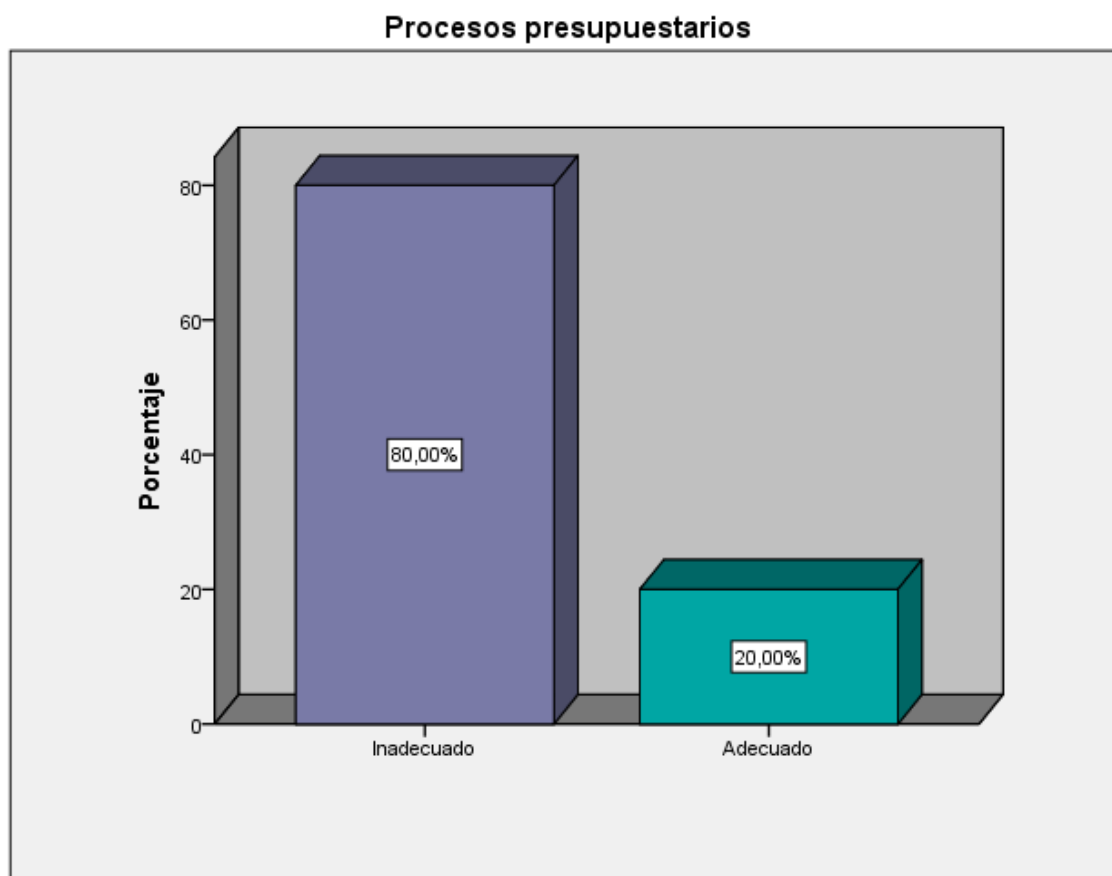 Procesos presupuestarios
Porcentaje
80
60
40
20
0
80,00%
20,00%
Inadecuado
Adecuado